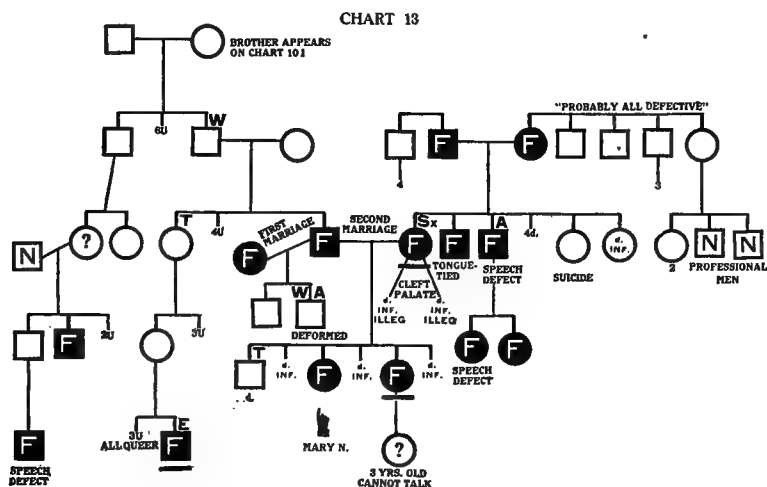 CHART 13
BROTHER APPEARS
ON CHART 101
"PROBABLY ALL DEFECTIVE"
6U
W
F
F
4
3
T
4U
FIRST
MARRIAGE
SECOND
MARRIAGE
Sx
A
4d.
N
?
F
F
F
F
F
d.
INF.
2
N
N
TONGUE-
TIED
SPEECH
DEFECT
SUICIDE
PROFESSIONAL
MEN
CLEFT
PALATE
d.
INF.
ILLEG
d.
INF.
ILLEG
W A
DEFORMED
F
2U
3U
T
d.
d.
INF.
F
d.
INF.
F
d.
INF.
F
F
SPEECH
DEFECT
MARY N.
3U
ALL QUEER
E
F
F
SPEECH
DEFECT
?
3 YRS. OLD
CANNOT TALK